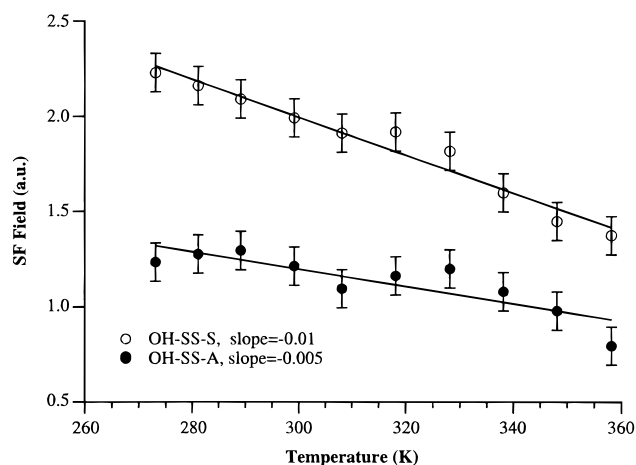 2.5
2.0
1.5
1.0
0.5
SF Field (a.u.)
OH-SS-S, slope=-0.01
OH-SS-A, slope=-0.005
260 280 300 320 340 360
Temperature (K)